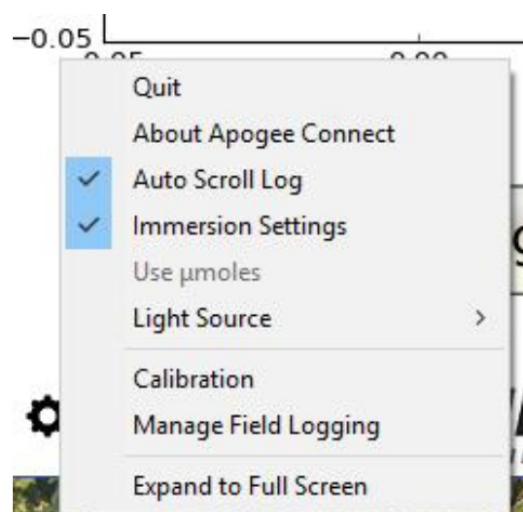 -0.05
Quit
About Apogee Connect
Auto Scroll Log
Immersion Settings
Use μmoles
Light Source
Calibration
Manage Field Logging
Expand to Full Screen